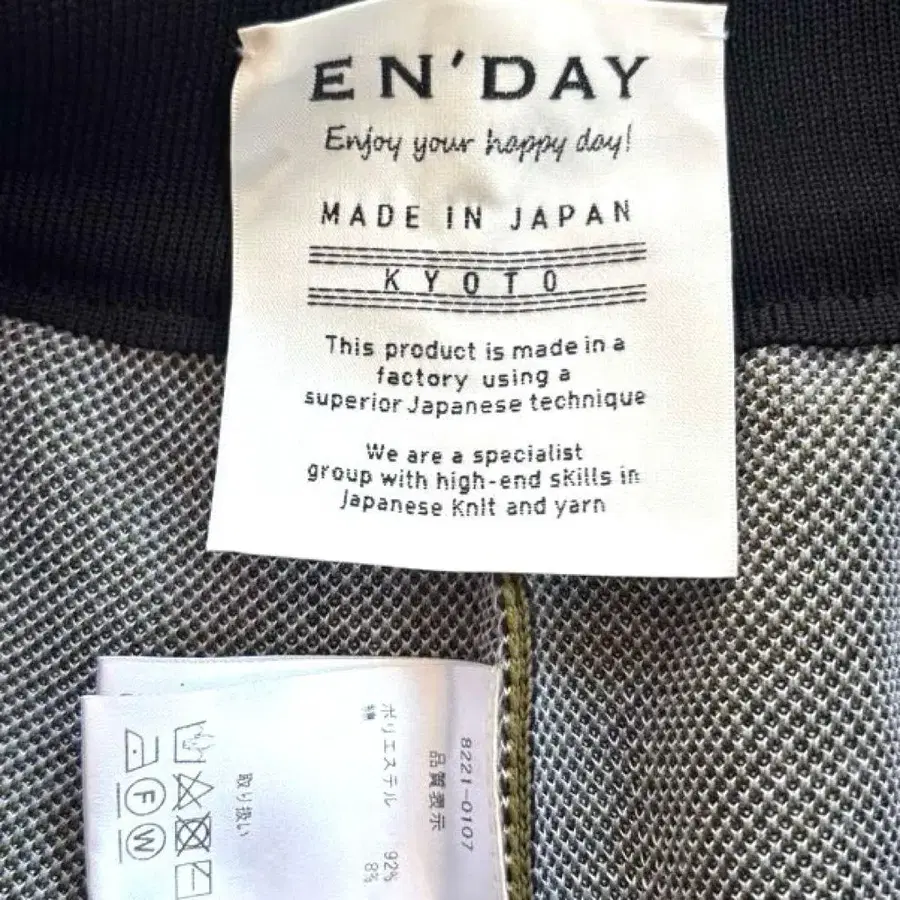 EN'DAY
Enjoy your happy day!
MADE IN JAPAN
KYOTO
This product is made in a
factory using a
superior Japanese technique
We are a specialist
group with high-end skills in
Japanese Knit and yarn
8221-0107
品質表示
ポリエステル 92%
8%
取り扱い
F
W